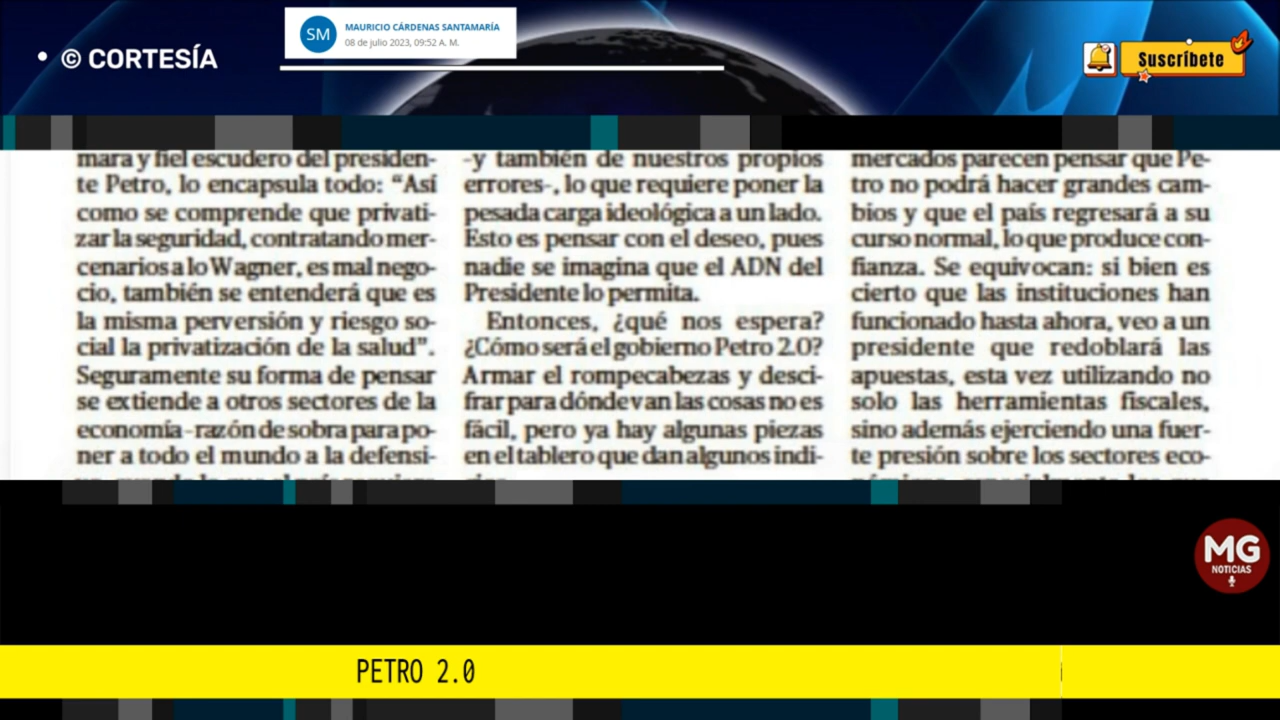 • © CORTESÍA
SM
MAURICIO CÁRDENAS SANTAMARÍA
08 de julio 2023, 09:52 A. M.
Suscríbete
mara y fiel escudero del presiden-
te Petro, lo encapsula todo: “Así
como se comprende que privati-
zar la seguridad, contratando mer-
cenarios a lo Wagner, es mal nego-
cio, también se entenderá que es
la misma perversión y riesgo so-
cial la privatización de la salud”.
Seguramente su forma de pensar
se extiende a otros sectores de la
economía -razón de sobra para po-
ner a todo el mundo a la defensi-
-y también de nuestros propios
errores-, lo que requiere poner la
pesada carga ideológica a un lado.
Esto es pensar con el deseo, pues
nadie se imagina que el ADN del
Presidente lo permita.
Entonces, ¿qué nos espera?
¿Cómo será el gobierno Petro 2.0?
Armar el rompecabezas y desci-
frar para dónde van las cosas no es
fácil, pero ya hay algunas piezas
en el tablero que dan algunos indi-
mercados parecen pensar que Pe-
tro no podrá hacer grandes cam-
bios y que el país regresará a su
curso normal, lo que produce con-
fianza. Se equivocan: si bien es
cierto que las instituciones han
funcionado hasta ahora, veo a un
presidente que redoblará las
apuestas, esta vez utilizando no
solo las herramientas fiscales,
sino además ejerciendo una fuer-
te presión sobre los sectores eco-
MG
NOTICIAS
PETRO 2.0